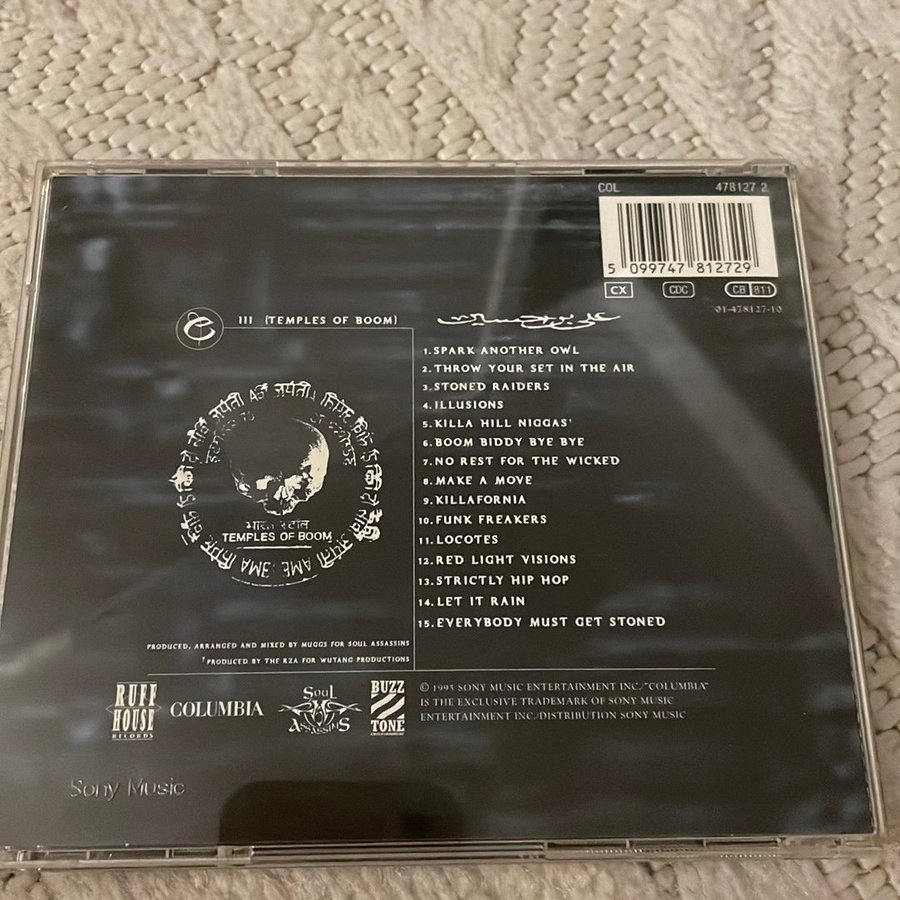 COL 478127 2
5 099747 812729
CX CDC CB 811
01-478127-10
III (TEMPLES OF BOOM)
1. SPARK ANOTHER OWL
2. THROW YOUR SET IN THE AIR
3. STONED RAIDERS
4. ILLUSIONS
5. KILLA HILL NIGGAS†
6. BOOM BIDDY BYE BYE
7. NO REST FOR THE WICKED
8. MAKE A MOVE
9. KILLAFORNIA
10. FUNK FREAKERS
11. LOCOTES
12. RED LIGHT VISIONS
13. STRICTLY HIP HOP
14. LET IT RAIN
15. EVERYBODY MUST GET STONED
TEMPLES OF BOOM
PRODUCED, ARRANGED AND MIXED BY MUGGS FOR SOUL ASSASSINS
†PRODUCED BY THE RZA FOR WUTANG PRODUCTIONS
RUFF
HOUSE
RECORDS
COLUMBIA
SOUL
ASSASSINS
BUZZ
TONE
© 1995 SONY MUSIC ENTERTAINMENT INC./"COLUMBIA"
IS THE EXCLUSIVE TRADEMARK OF SONY MUSIC
ENTERTAINMENT INC./DISTRIBUTION SONY MUSIC
Sony Music